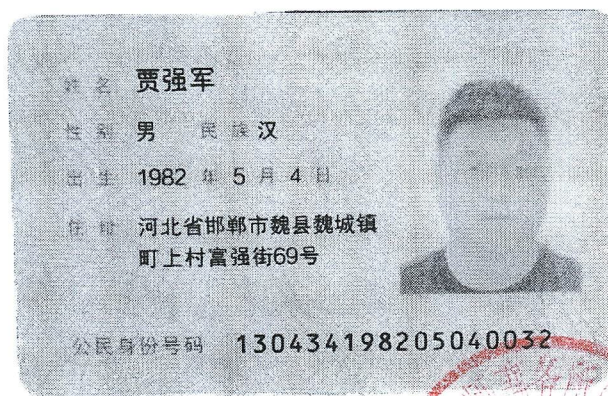 姓名 贾强军
性别 男 民族 汉
出生 1982 年 5 月 4 日
住址 河北省邯郸市魏县魏城镇
町上村富强街69号
公民身份号码 130434198205040032